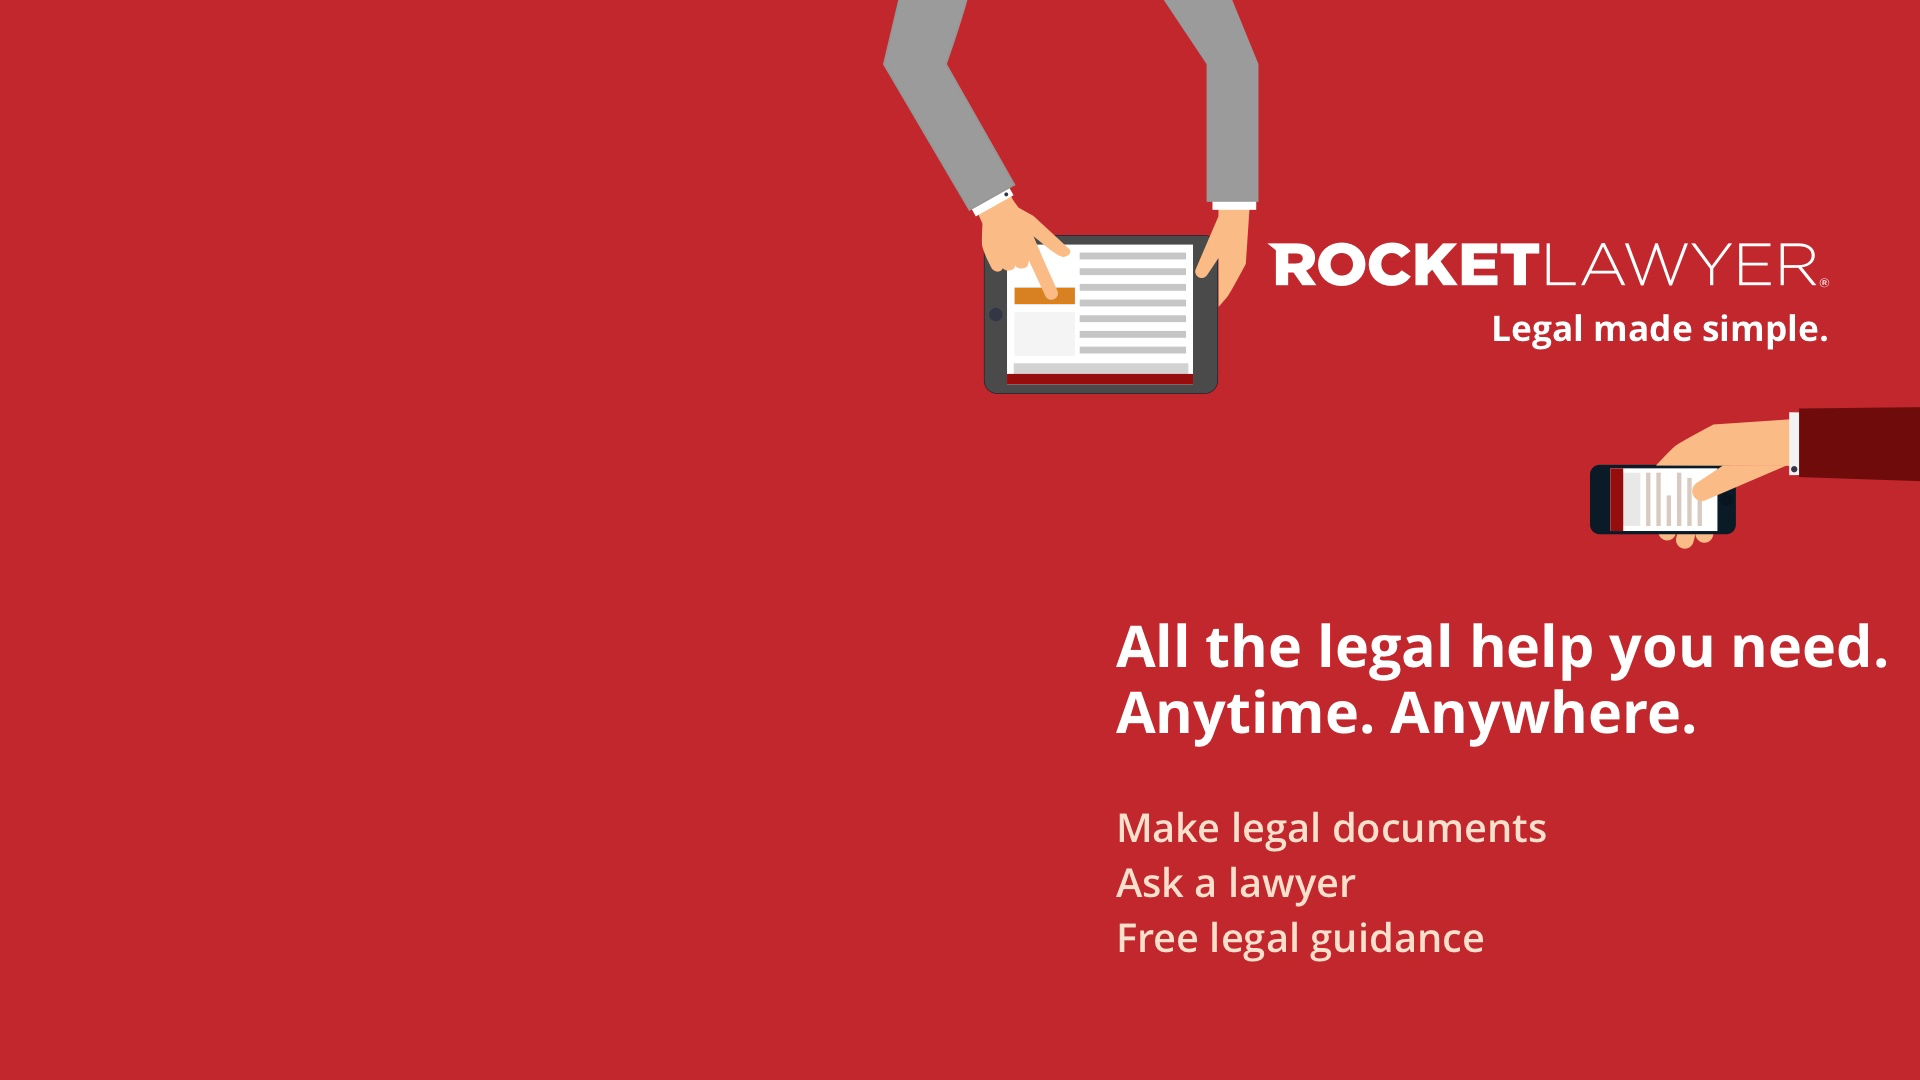 ROCKETLAWYER®
Legal made simple.
All the legal help you need.
Anytime. Anywhere.
Make legal documents
Ask a lawyer
Free legal guidance